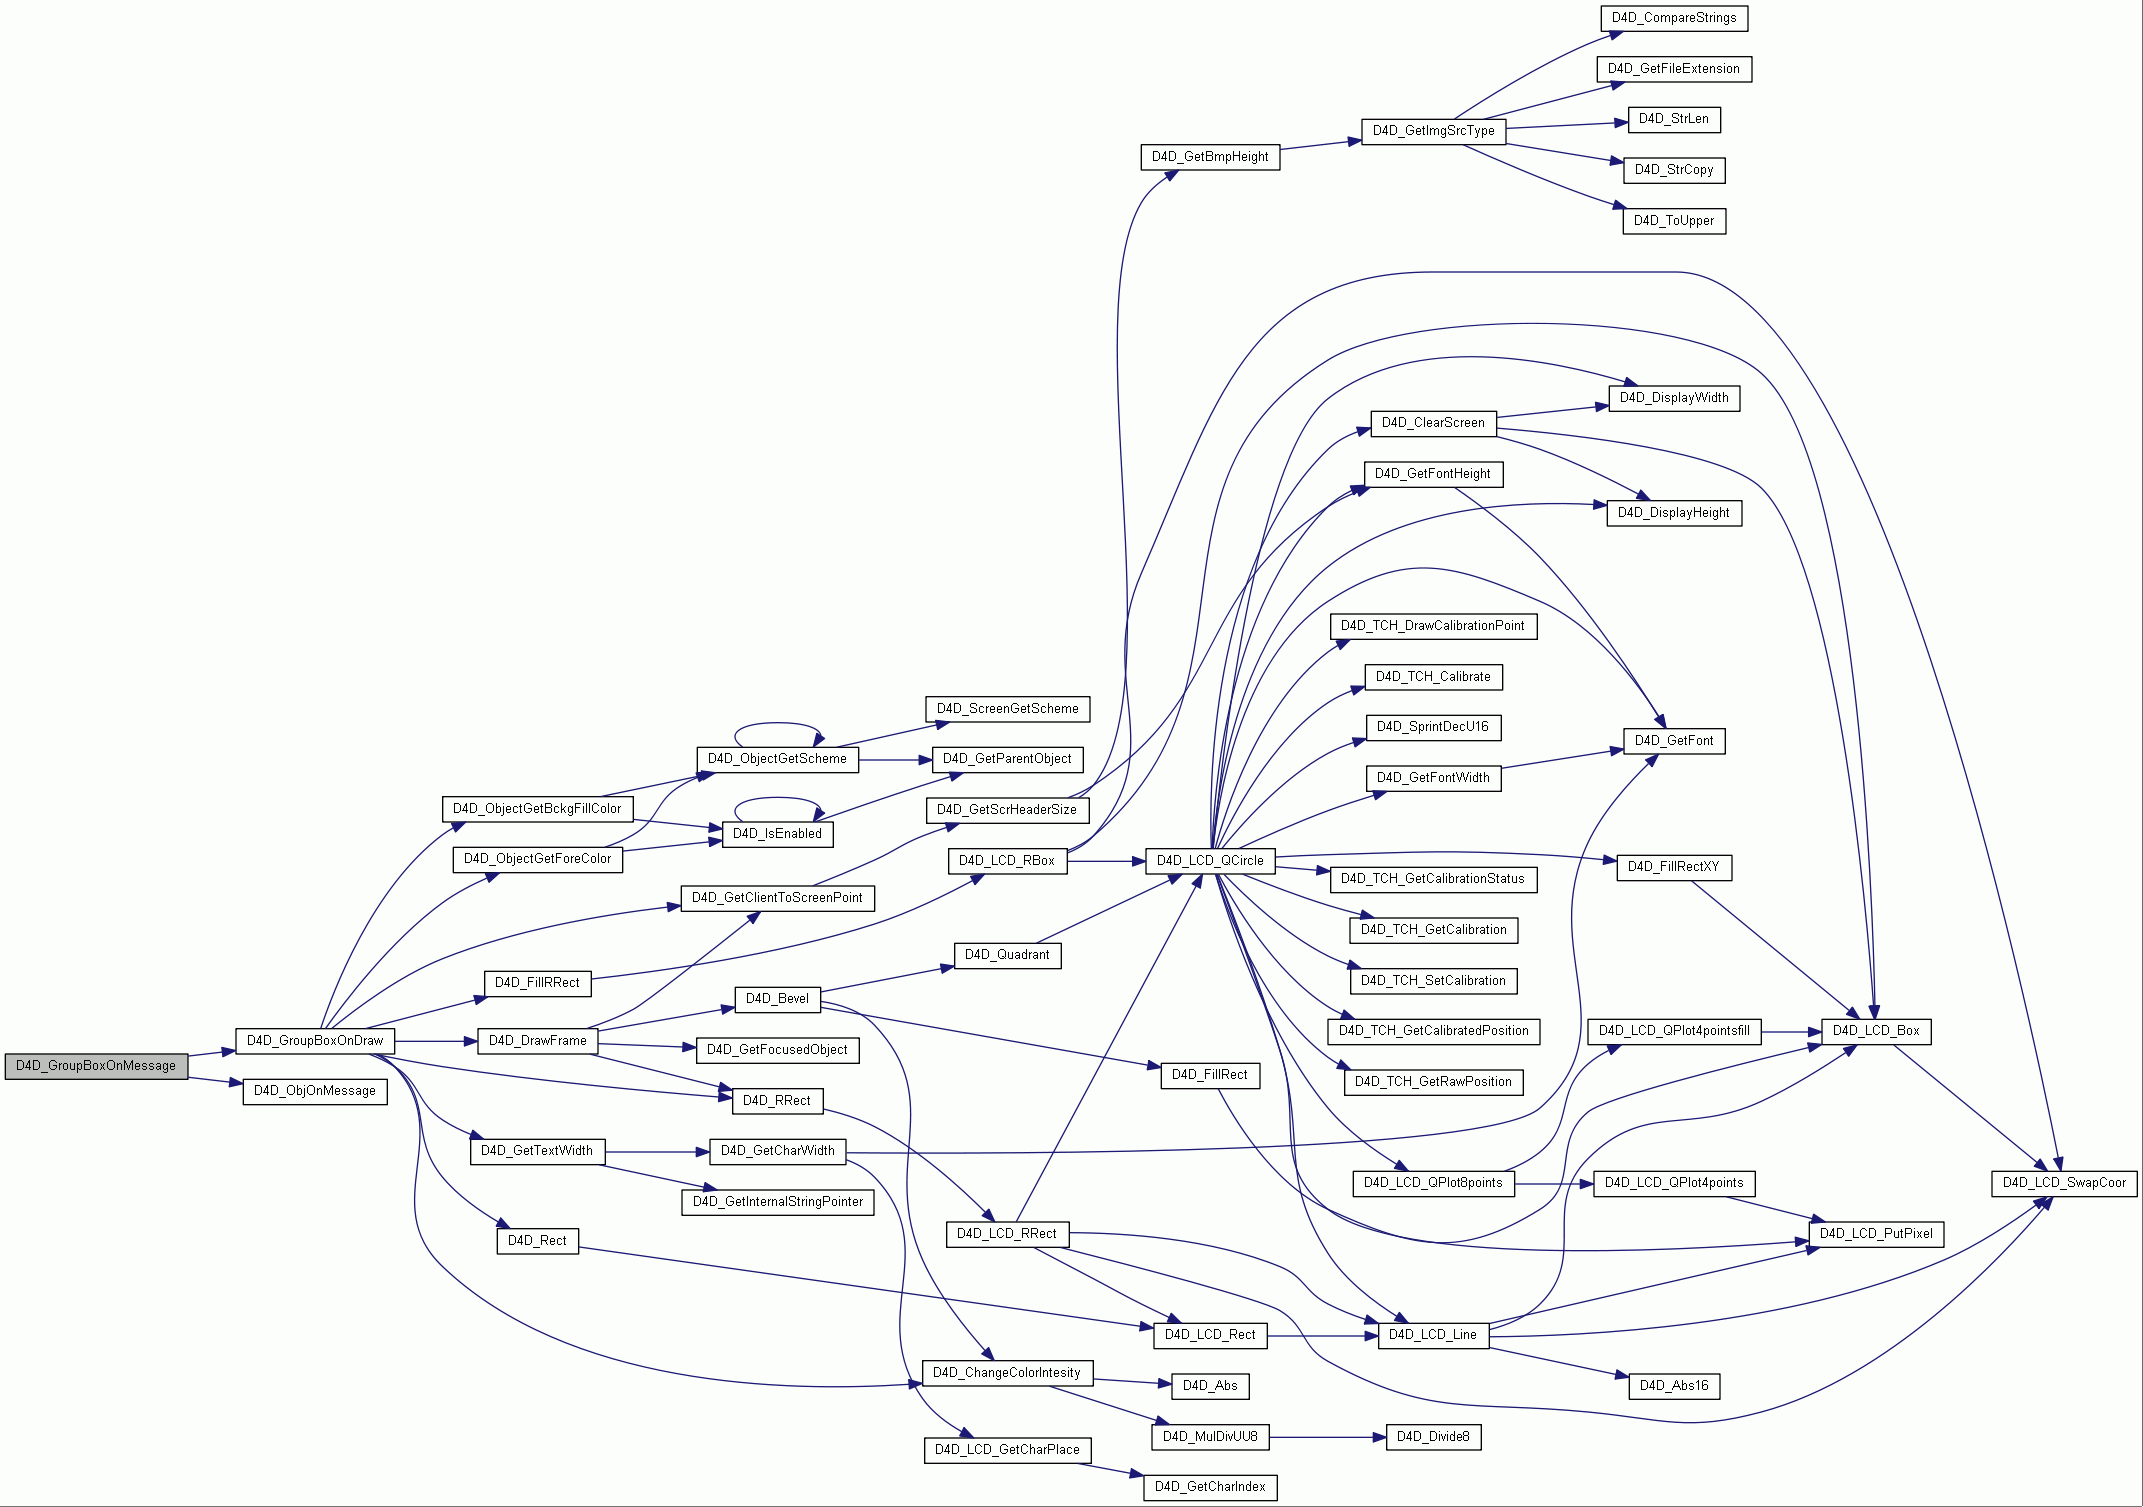 D4D_CompareStrings
D4D_GetFileExtension
D4D_StrLen
D4D_GetImgSrcType
D4D_GetBmpHeight
D4D_StrCopy
D4D_ToUpper
D4D_DisplayWidth
D4D_ClearScreen
D4D_GetFontHeight
D4D_DisplayHeight
D4D_TCH_DrawCalibrationPoint
D4D_TCH_Calibrate
D4D_ScreenGetScheme
D4D_SprintDecU16
D4D_GetFont
D4D_ObjectGetScheme
D4D_GetParentObject
D4D_GetFontWidth
D4D_ObjectGetBckgFillColor
D4D_GetScrHeaderSize
D4D_IsEnabled
D4D_ObjectGetForeColor
D4D_LCD_RBox
D4D_LCD_QCircle
D4D_FillRectXY
D4D_TCH_GetCalibrationStatus
D4D_GetClientToScreenPoint
D4D_TCH_GetCalibration
D4D_Quadrant
D4D_FillRRect
D4D_TCH_SetCalibration
D4D_Bevel
D4D_GroupBoxOnDraw
D4D_DrawFrame
D4D_TCH_GetCalibratedPosition
D4D_LCD_QPlot4pointsfill
D4D_LCD_Box
D4D_GetFocusedObject
D4D_GroupBoxOnMessage
D4D_FillRect
D4D_TCH_GetRawPosition
D4D_ObjOnMessage
D4D_RRect
D4D_GetTextWidth
D4D_GetCharWidth
D4D_LCD_QPlot8points
D4D_LCD_QPlot4points
D4D_LCD_SwapCoor
D4D_GetInternalStringPointer
D4D_Rect
D4D_LCD_RRect
D4D_LCD_PutPixel
D4D_LCD_Rect
D4D_LCD_Line
D4D_ChangeColorIntesity
D4D_Abs
D4D_Abs16
D4D_MulDivUU8
D4D_Divide8
D4D_LCD_GetCharPlace
D4D_GetCharIndex